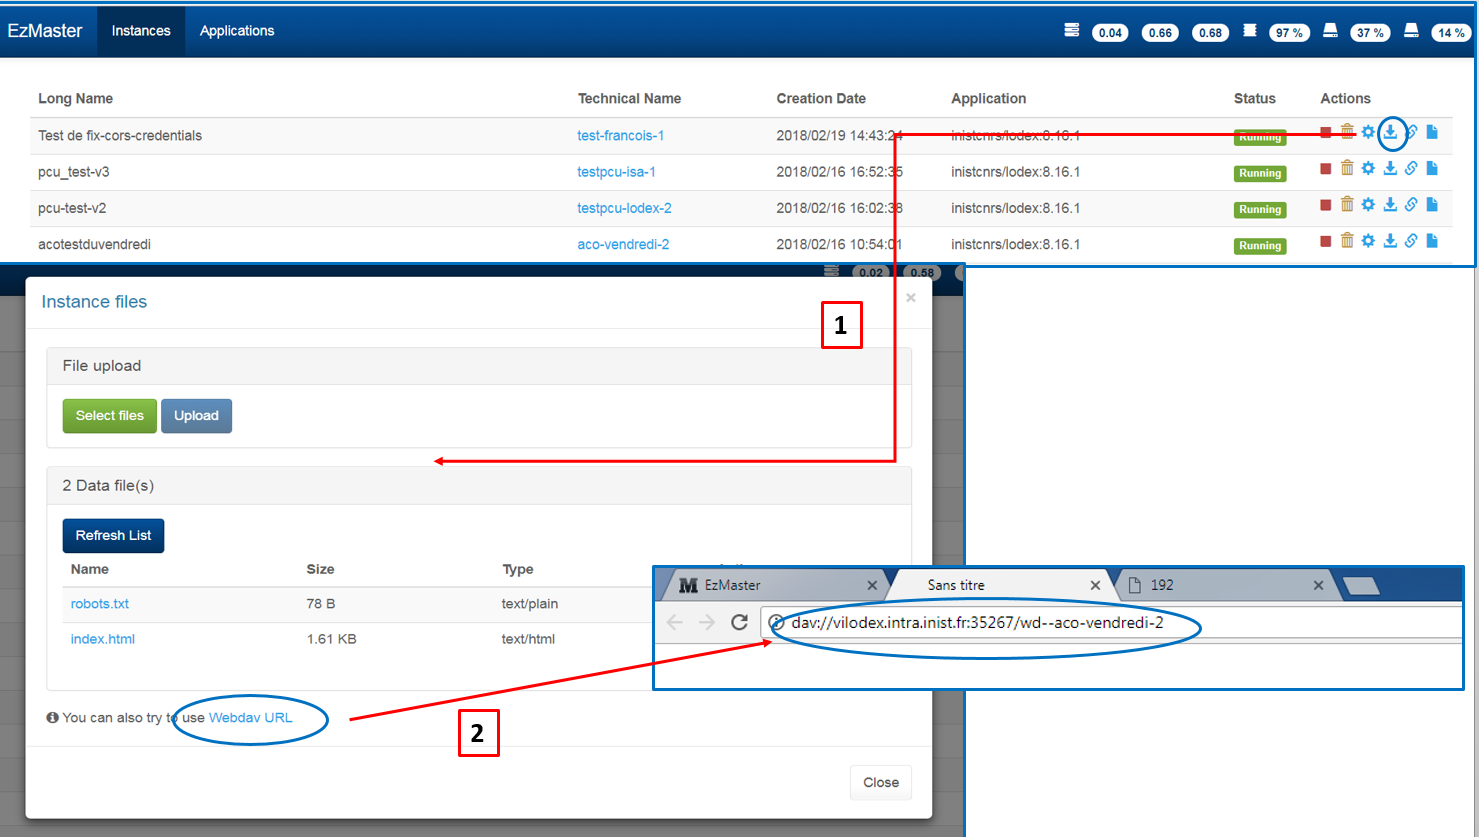 EzMaster Instances Applications 0.04 0.66 0.68 97 % 37 % 14 %
Long Name Technical Name Creation Date Application Status Actions
Test de fix-cors-credentials test-francois-1 2018/02/19 14:43:24 inistcnrs/lodex:8.16.1 Running
pcu_test-v3 testpcu-isa-1 2018/02/16 16:52:35 inistcnrs/lodex:8.16.1 Running
pcu-test-v2 testpcu-lodex-2 2018/02/16 16:02:38 inistcnrs/lodex:8.16.1 Running
acotestduvendredi aco-vendredi-2 2018/02/16 10:54:01 inistcnrs/lodex:8.16.1 Running
0.02 0.58
Instance files ×
1
File upload
Select files Upload
2 Data file(s)
Refresh List
Name Size Type
robots.txt 78 B text/plain
index.html 1.61 KB text/html
EzMaster Sans titre 192
dav://vilodex.intra.inist.fr:35267/wd--aco-vendredi-2
You can also try to use Webdav URL
2
Close